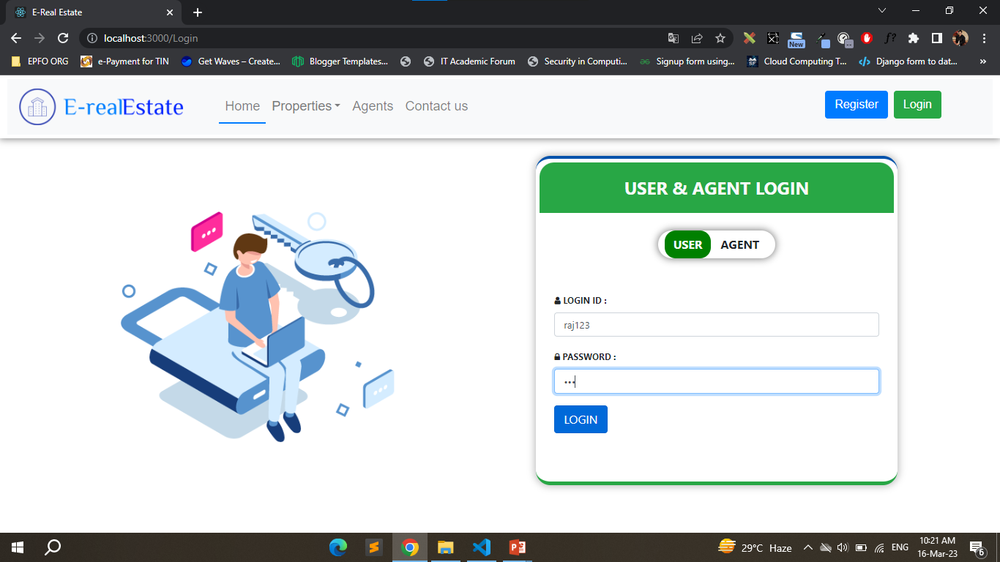 E-Real Estate
localhost:3000/Login
New
EPFO ORG e-Payment for TIN Get Waves – Create... Blogger Templates... IT Academic Forum Security in Computi... Signup form using... Cloud Computing T... Django form to dat... »
E-realEstate Home Properties Agents Contact us Register Login
USER & AGENT LOGIN
USER AGENT
LOGIN ID :
raj123
PASSWORD :
•••
LOGIN
29°C Haze ENG 10:21 AM
16-Mar-23 6